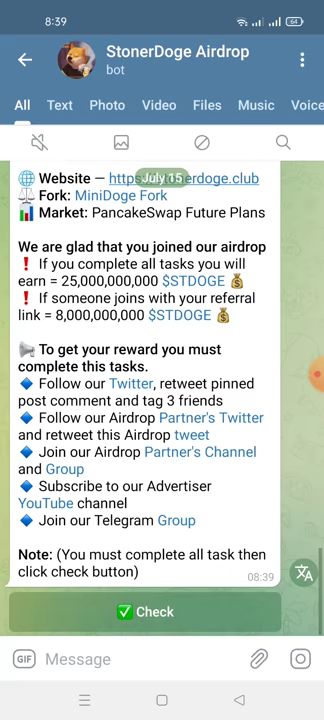 8:39
64
StonerDoge Airdrop
bot
All Text Photo Video Files Music Voice
🌐 Website — https
July 15
erdoge.club
⚖️ Fork: MiniDoge Fork
📊 Market: PancakeSwap Future Plans
We are glad that you joined our airdrop
❗ If you complete all tasks you will
earn = 25,000,000,000 $STDOGE 💰
❗ If someone joins with your referral
link = 8,000,000,000 $STDOGE 💰
📢 To get your reward you must
complete this tasks.
🔹 Follow our Twitter, retweet pinned
post comment and tag 3 friends
🔹 Follow our Airdrop Partner's Twitter
and retweet this Airdrop tweet
🔹 Join our Airdrop Partner's Channel
and Group
🔹 Subscribe to our Advertiser
YouTube channel
🔹 Join our Telegram Group
Note: (You must complete all task then
click check button)
08:39
✅ Check
GIF Message